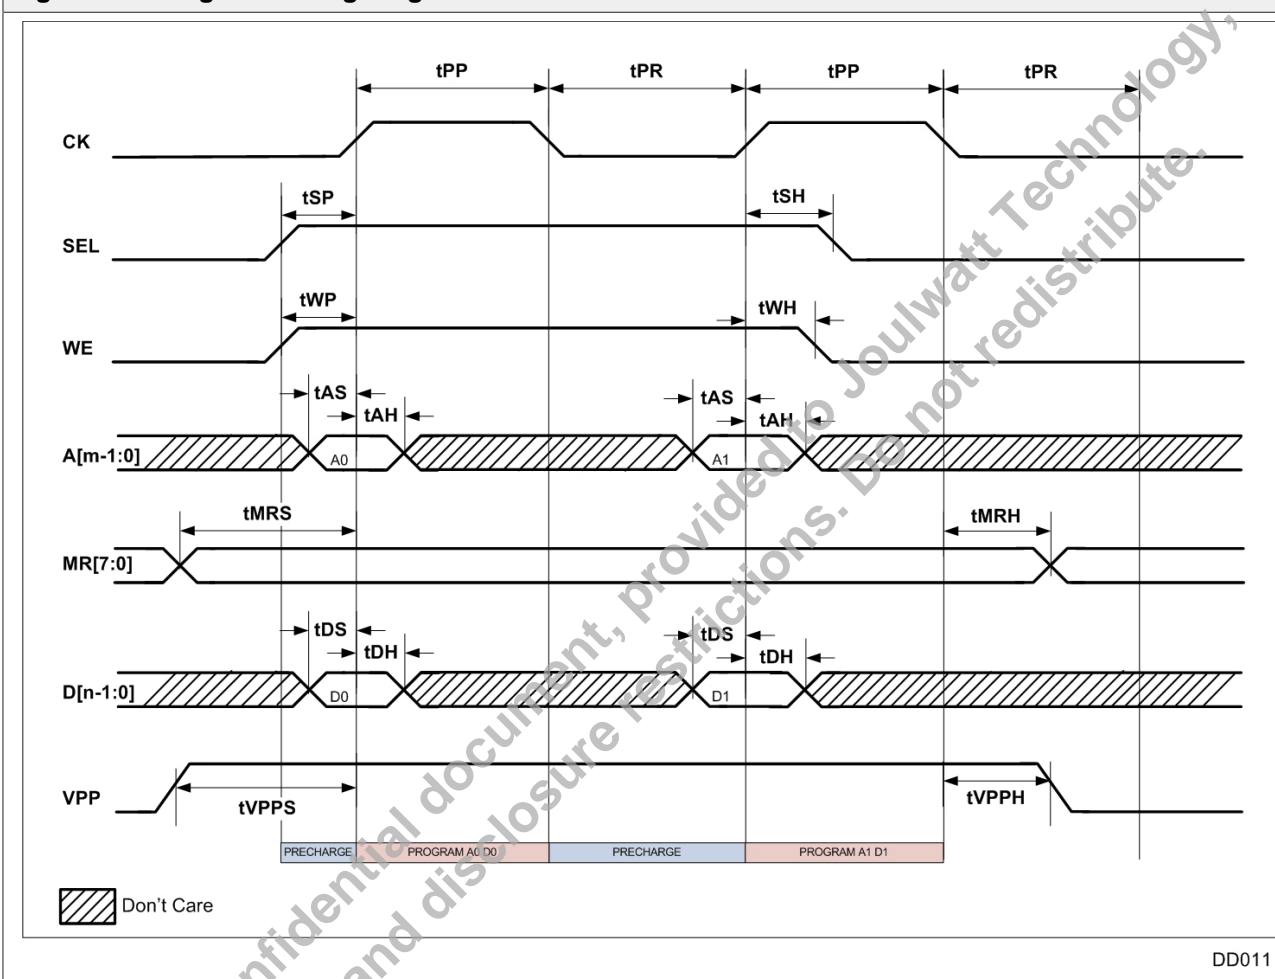 tPP tPR tPP tPR
CK
tSP tSH
SEL
tWP tWH
WE
tAS tAS
tAH tAH
A[m-1:0] A0 A1
tMRS tMRH
MR[7:0]
tDS tDS
tDH tDH
D[n-1:0] D0 D1
VPP tVPPS tVPPH
PRECHARGE PROGRAM A0 D0 PRECHARGE PROGRAM A1 D1
Don't Care
DD011
document, provided to Joulwatt Technology,
and disclosure restrictions. Do not redistribute.